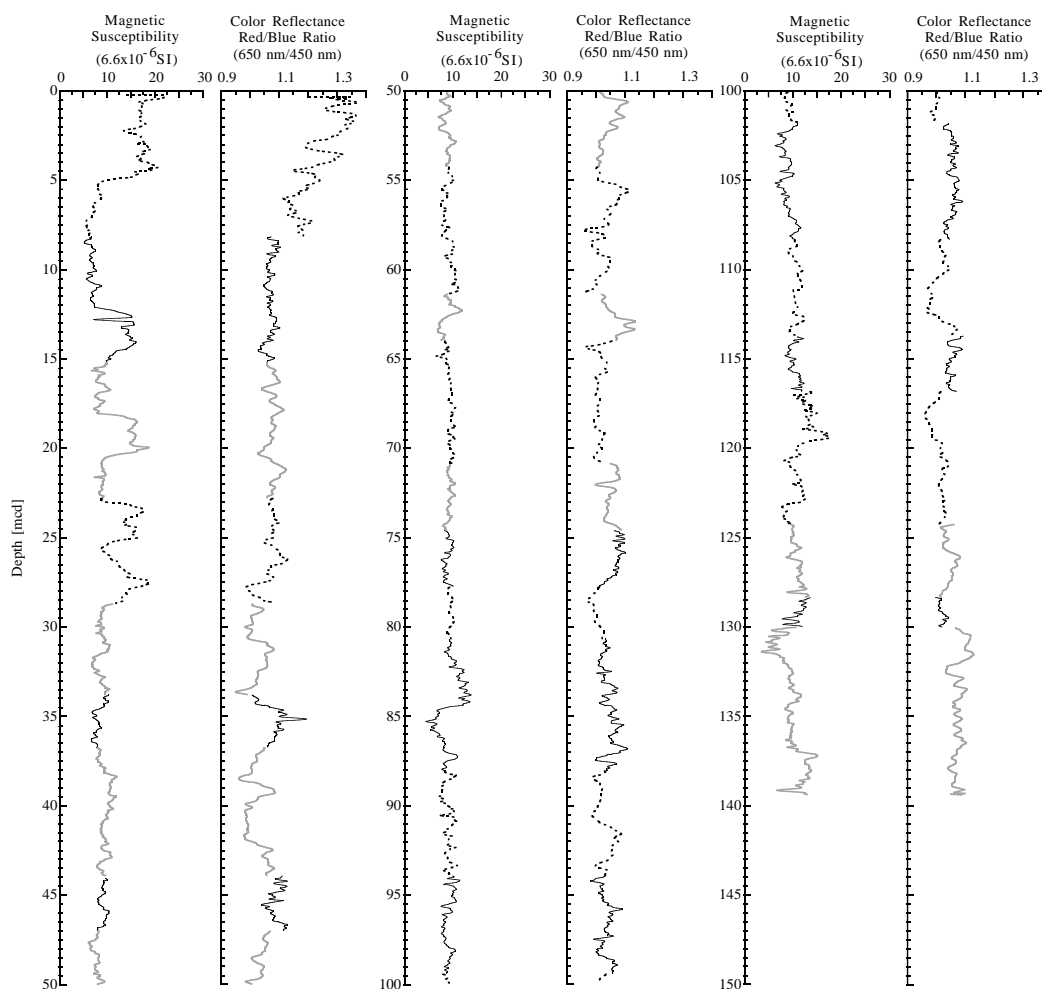 Magnetic
Susceptibility
(6.6x10-6SI)
0 10 20 30
Color Reflectance
Red/Blue Ratio
(650 nm/450 nm)
0.9 1.1 1.3
Magnetic
Susceptibility
(6.6x10-6SI)
0 10 20 30
Color Reflectance
Red/Blue Ratio
(650 nm/450 nm)
0.9 1.1 1.3
Magnetic
Susceptibility
(6.6x10-6SI)
0 10 20 30
Color Reflectance
Red/Blue Ratio
(650 nm/450 nm)
0.9 1.1 1.3
Depth [mcd]
0
5
10
15
20
25
30
35
40
45
50
50
55
60
65
70
75
80
85
90
95
100
100
105
110
115
120
125
130
135
140
145
150